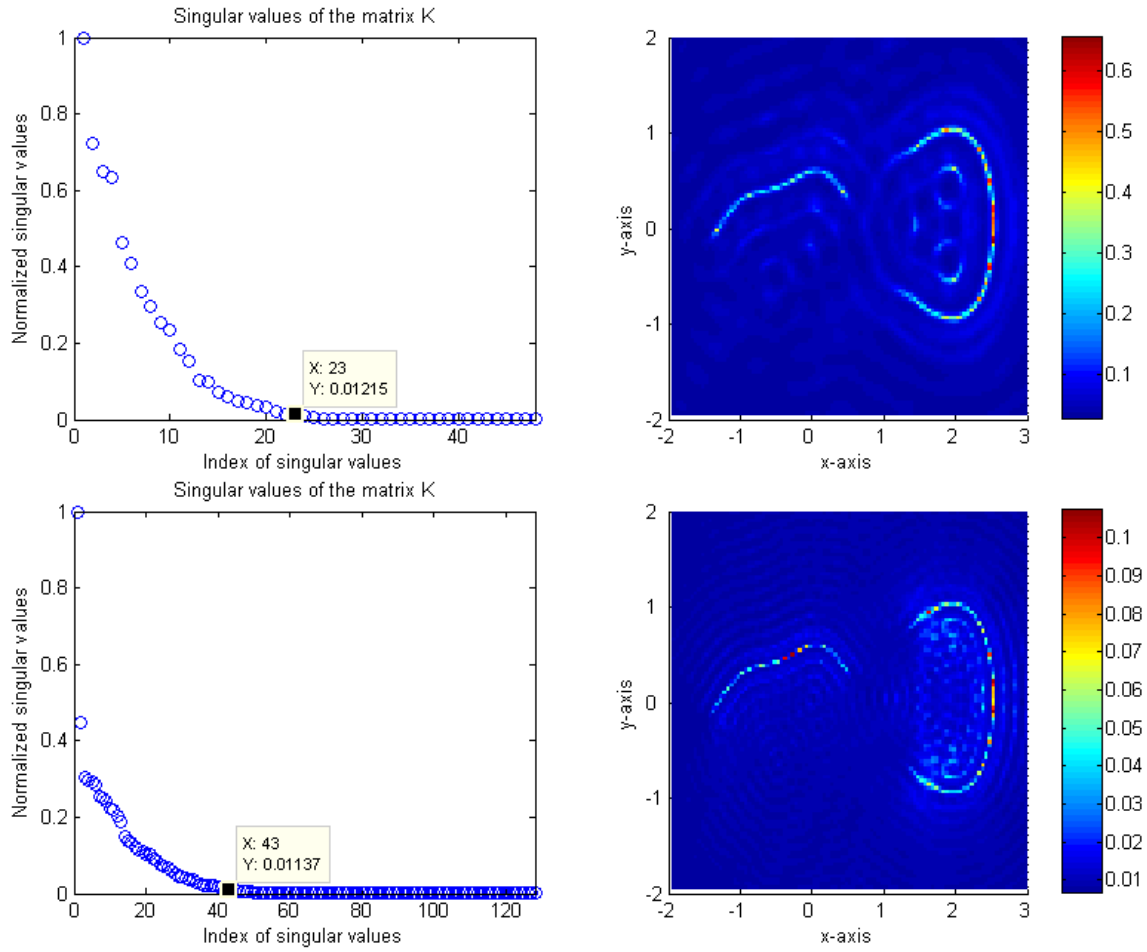 Singular values of the matrix K
Normalized singular values
1
0.8
0.6
0.4
0.2
0
X: 23
Y: 0.01215
0 10 20 30 40
Index of singular values
y-axis
2
1
0
-1
-2
-2 -1 0 1 2 3
x-axis
0.6
0.5
0.4
0.3
0.2
0.1
Singular values of the matrix K
Normalized singular values
1
0.8
0.6
0.4
0.2
0
X: 43
Y: 0.01137
0 20 40 60 80 100 120
Index of singular values
y-axis
2
1
0
-1
-2
-2 -1 0 1 2 3
x-axis
0.1
0.09
0.08
0.07
0.06
0.05
0.04
0.03
0.02
0.01